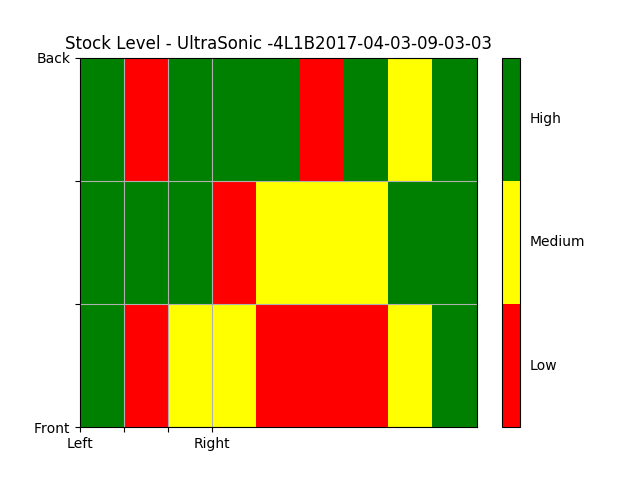 Stock Level - UltraSonic -4L1B2017-04-03-09-03-03
Back
High
Medium
Low
Front
Left
Right